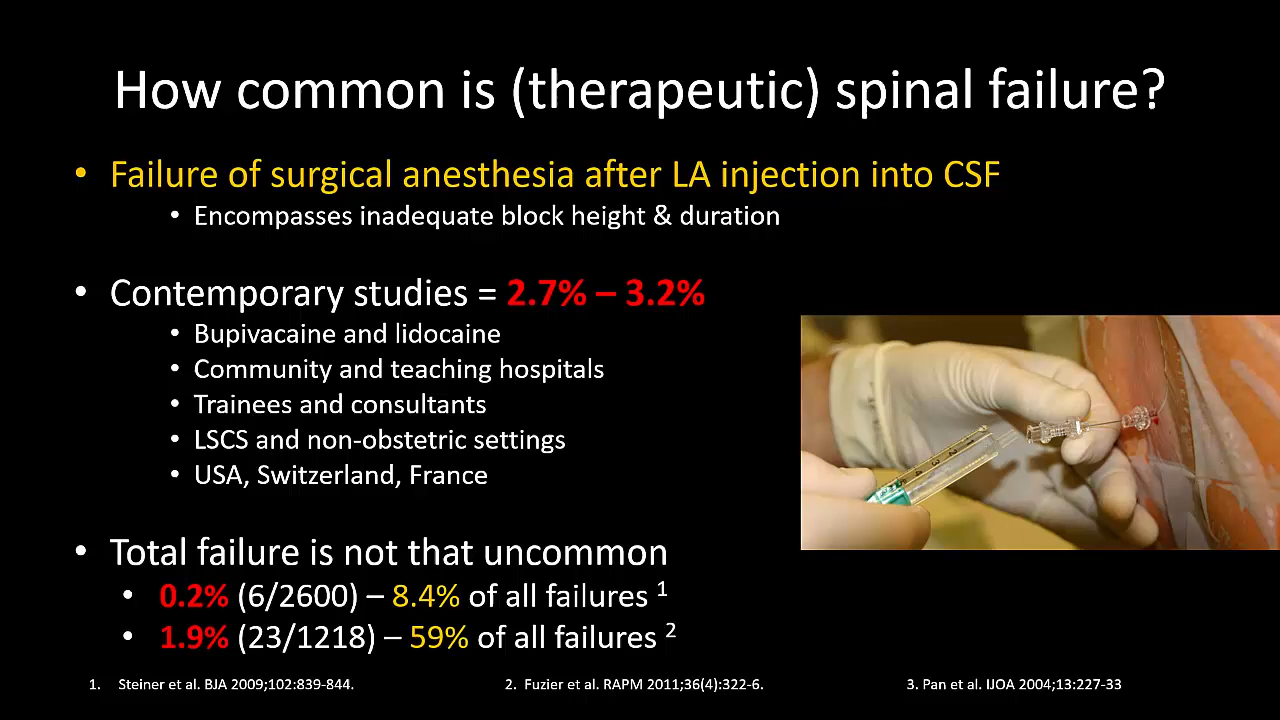 How common is (therapeutic) spinal failure?
• Failure of surgical anesthesia after LA injection into CSF
• Encompasses inadequate block height & duration
• Contemporary studies = 2.7% – 3.2%
• Bupivacaine and lidocaine
• Community and teaching hospitals
• Trainees and consultants
• LSCS and non-obstetric settings
• USA, Switzerland, France
• Total failure is not that uncommon
• 0.2% (6/2600) – 8.4% of all failures 1
• 1.9% (23/1218) – 59% of all failures 2
1. Steiner et al. BJA 2009;102:839-844.
2. Fuzier et al. RAPM 2011;36(4):322-6.
3. Pan et al. IJOA 2004;13:227-33